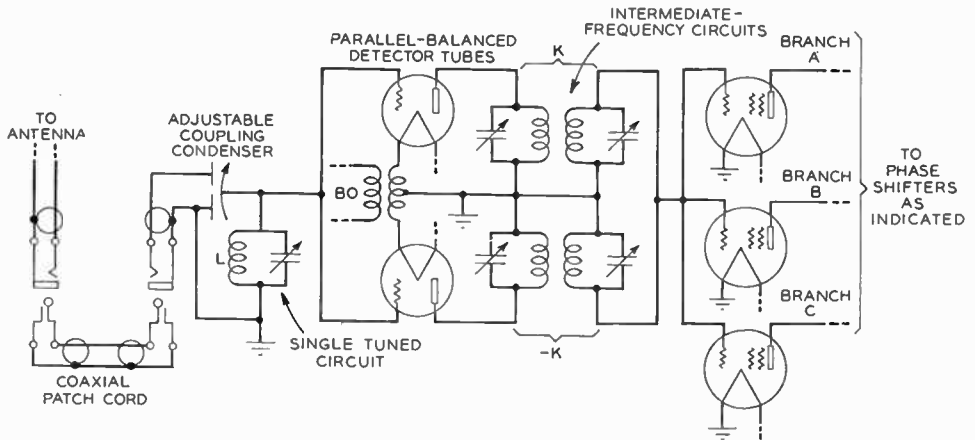 INTERMEDIATE-
FREQUENCY CIRCUITS
PARALLEL-BALANCED
DETECTOR TUBES
K
BRANCH
A
TO
ANTENNA
ADJUSTABLE
COUPLING
CONDENSER
BO
L
BRANCH
B
TO
PHASE
SHIFTERS
AS
INDICATED
BRANCH
C
SINGLE TUNED
CIRCUIT
-K
COAXIAL
PATCH CORD